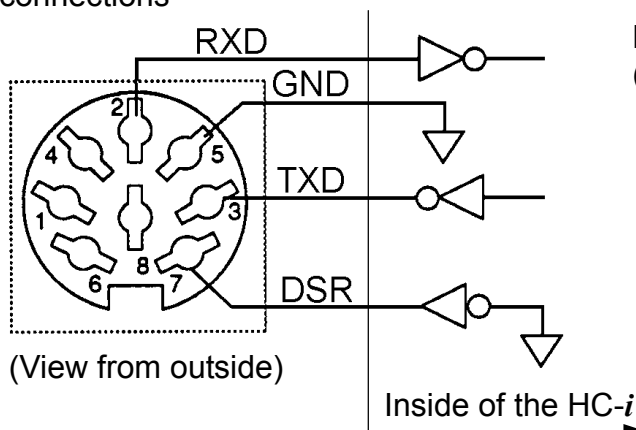 connections
RXD
GND
2
4
5
TXD
1
3
DSR
6
8
7
(View from outside)
Inside of the HC-i